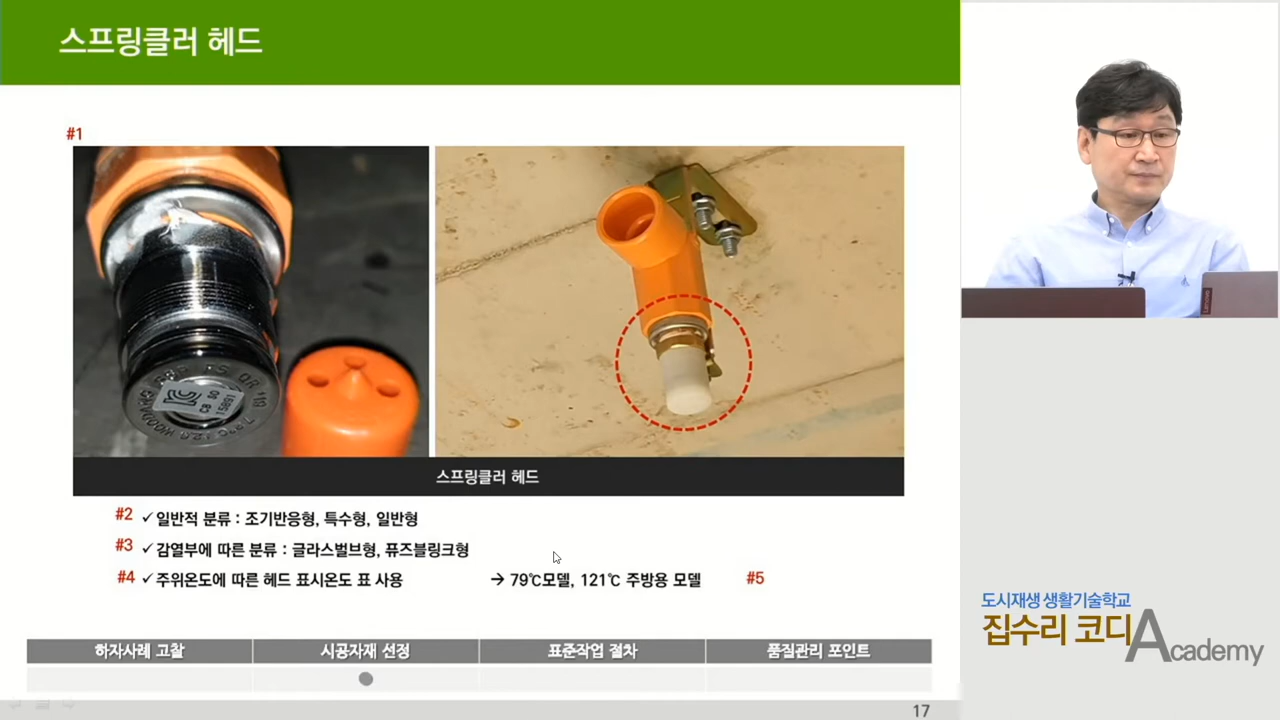 스프링클러 헤드
#1
스프링클러 헤드
#2 ✓일반적 분류 : 조기반응형, 특수형, 일반형
#3 ✓감열부에 따른 분류 : 글라스벌브형, 퓨즈블링크형
#4 ✓주위온도에 따른 헤드 표시온도 표 사용 → 79℃모델, 121℃ 주방용 모델 #5
하자사례 고찰 시공자재 선정 표준작업 절차 품질관리 포인트
17
Lenovo
도시재생 생활기술학교
집수리 코디 Academy